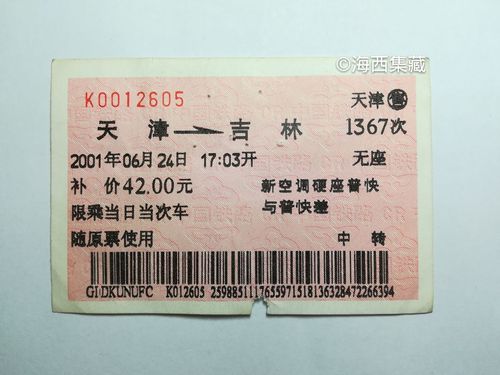 ©海西集藏
K0012605 天津 售
天津→吉林 1367次
2001年06月24日 17:03开 无座
补 价42.00元 新空调硬座普快
限乘当日当次车 与普快差
随原票使用 中转
K012605 259885111765597151813632847226639​4